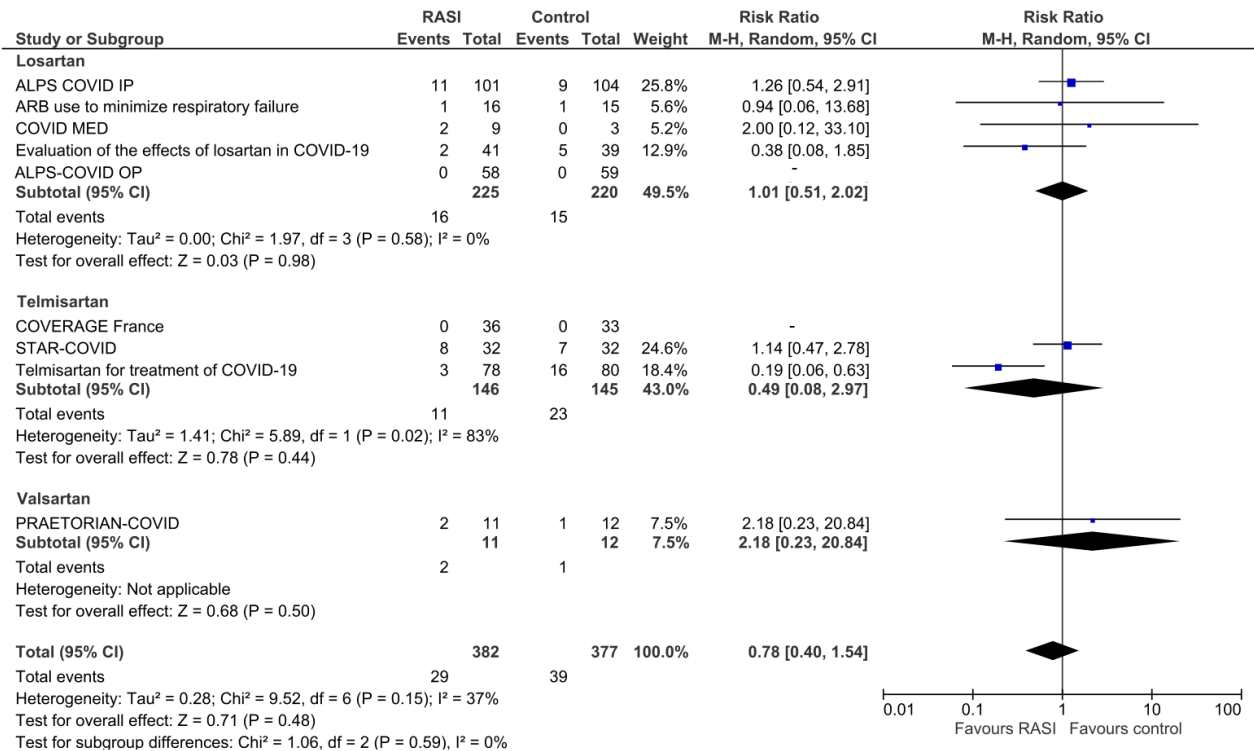 RASI Control Risk Ratio Risk Ratio
Study or Subgroup Events Total Events Total Weight M-H, Random, 95% CI M-H, Random, 95% CI
Losartan
ALPS COVID IP 11 101 9 104 25.8% 1.26 [0.54, 2.91]
ARB use to minimize respiratory failure 1 16 1 15 5.6% 0.94 [0.06, 13.68]
COVID MED 2 9 0 3 5.2% 2.00 [0.12, 33.10]
Evaluation of the effects of losartan in COVID-19 2 41 5 39 12.9% 0.38 [0.08, 1.85]
ALPS-COVID OP 0 58 0 59 -
Subtotal (95% CI) 225 220 49.5% 1.01 [0.51, 2.02]
Total events 16 15
Heterogeneity: Tau² = 0.00; Chi² = 1.97, df = 3 (P = 0.58); I² = 0%
Test for overall effect: Z = 0.03 (P = 0.98)
Telmisartan
COVERAGE France 0 36 0 33 -
STAR-COVID 8 32 7 32 24.6% 1.14 [0.47, 2.78]
Telmisartan for treatment of COVID-19 3 78 16 80 18.4% 0.19 [0.06, 0.63]
Subtotal (95% CI) 146 145 43.0% 0.49 [0.08, 2.97]
Total events 11 23
Heterogeneity: Tau² = 1.41; Chi² = 5.89, df = 1 (P = 0.02); I² = 83%
Test for overall effect: Z = 0.78 (P = 0.44)
Valsartan
PRAETORIAN-COVID 2 11 1 12 7.5% 2.18 [0.23, 20.84]
Subtotal (95% CI) 11 12 7.5% 2.18 [0.23, 20.84]
Total events 2 1
Heterogeneity: Not applicable
Test for overall effect: Z = 0.68 (P = 0.50)
Total (95% CI) 382 377 100.0% 0.78 [0.40, 1.54]
Total events 29 39
Heterogeneity: Tau² = 0.28; Chi² = 9.52, df = 6 (P = 0.15); I² = 37%
Test for overall effect: Z = 0.71 (P = 0.48)
Test for subgroup differences: Chi² = 1.06, df = 2 (P = 0.59), I² = 0%
0.01 0.1 1 10 100
Favours RASI Favours control